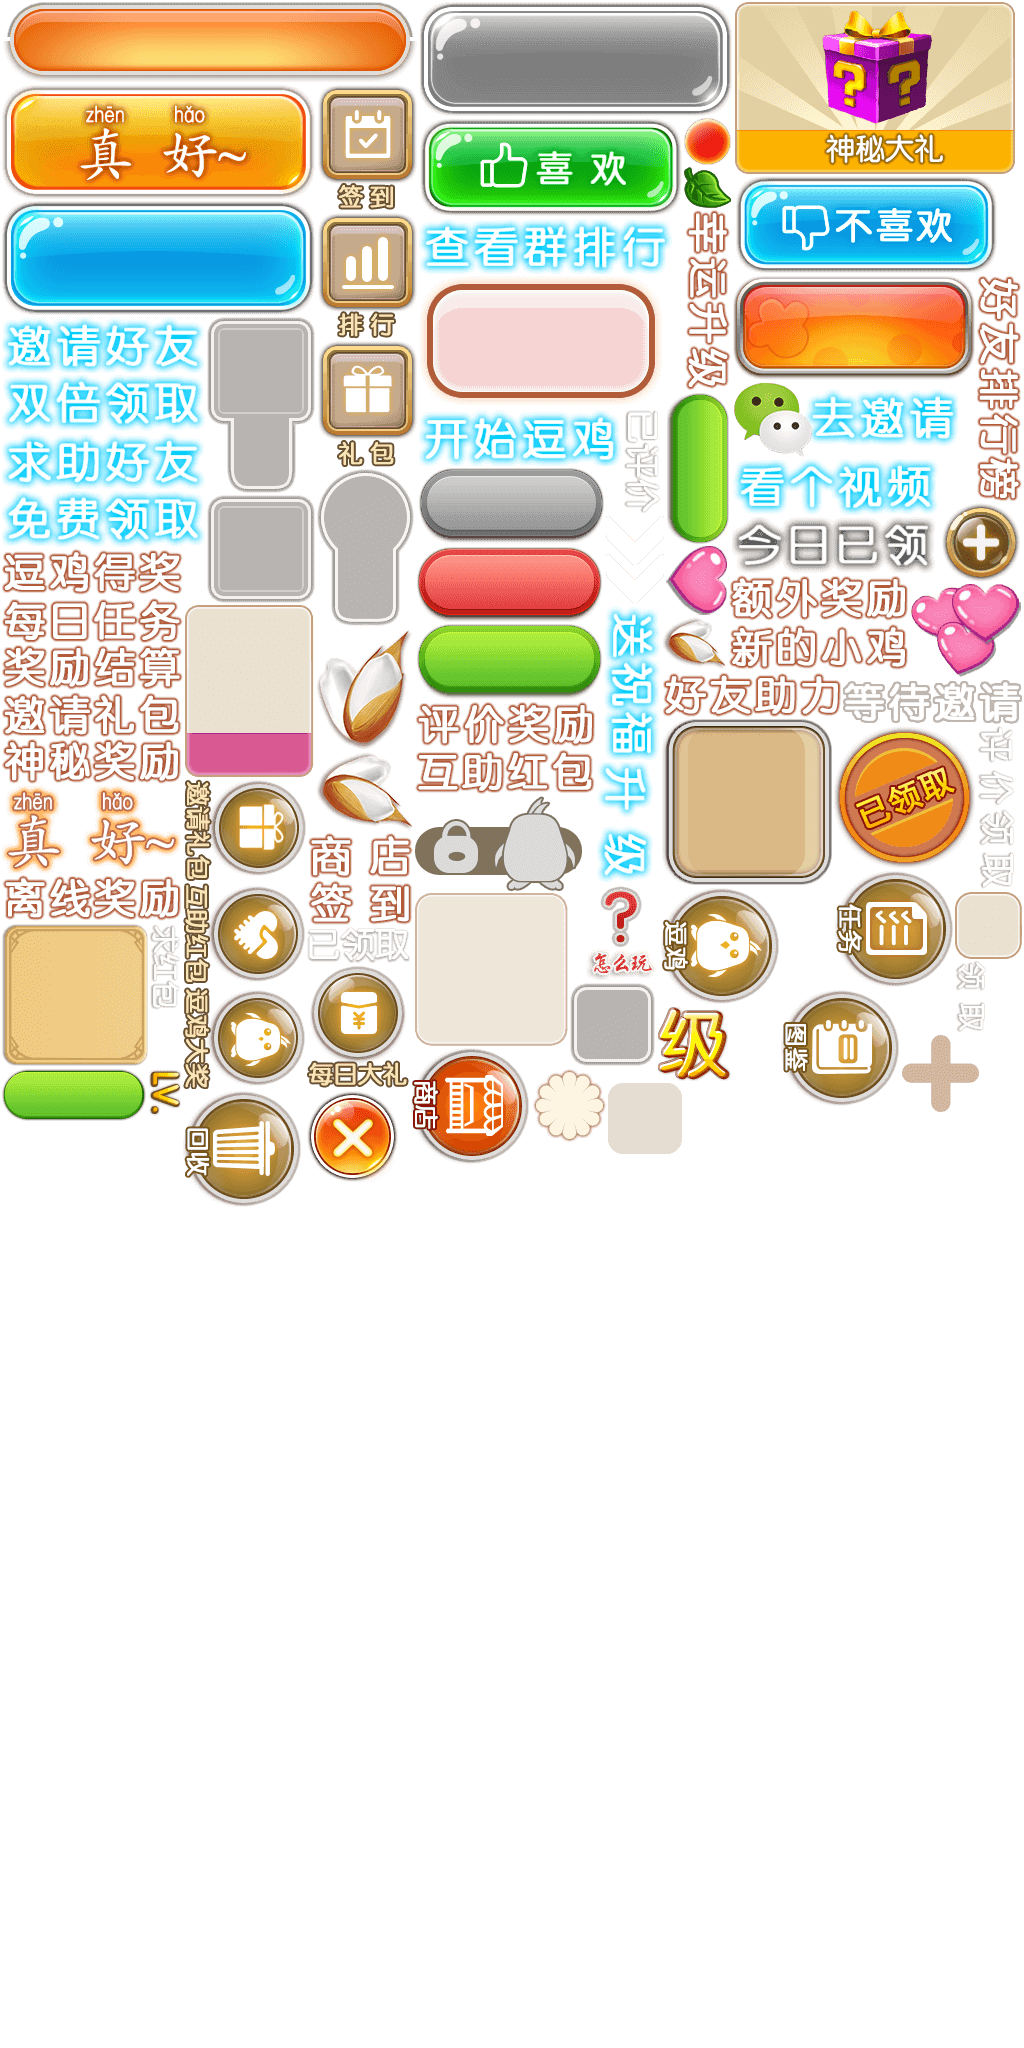 神秘大礼
zhēn hǎo
真 好~
喜 欢
不喜欢
签到
排行
礼包
查看群排行
幸运升级
好友排行榜
邀请好友
双倍领取
求助好友
免费领取
开始逗鸡
已评价
去邀请
看个视频
今日已领
逗鸡得奖
每日任务
奖励结算
邀请礼包
神秘奖励
额外奖励
新的小鸡
好友助力
等待邀请
送祝福
评价奖励
互助红包
升 级
评价领取
已领取
zhēn hǎo
真 好~
离线奖励
邀请礼包
互助红包
逗鸡大奖
商 店
签 到
已领取
求红包
怎么玩
逗鸡
任务
领 取
级
图鉴
每日大礼
LV.
商店
回收